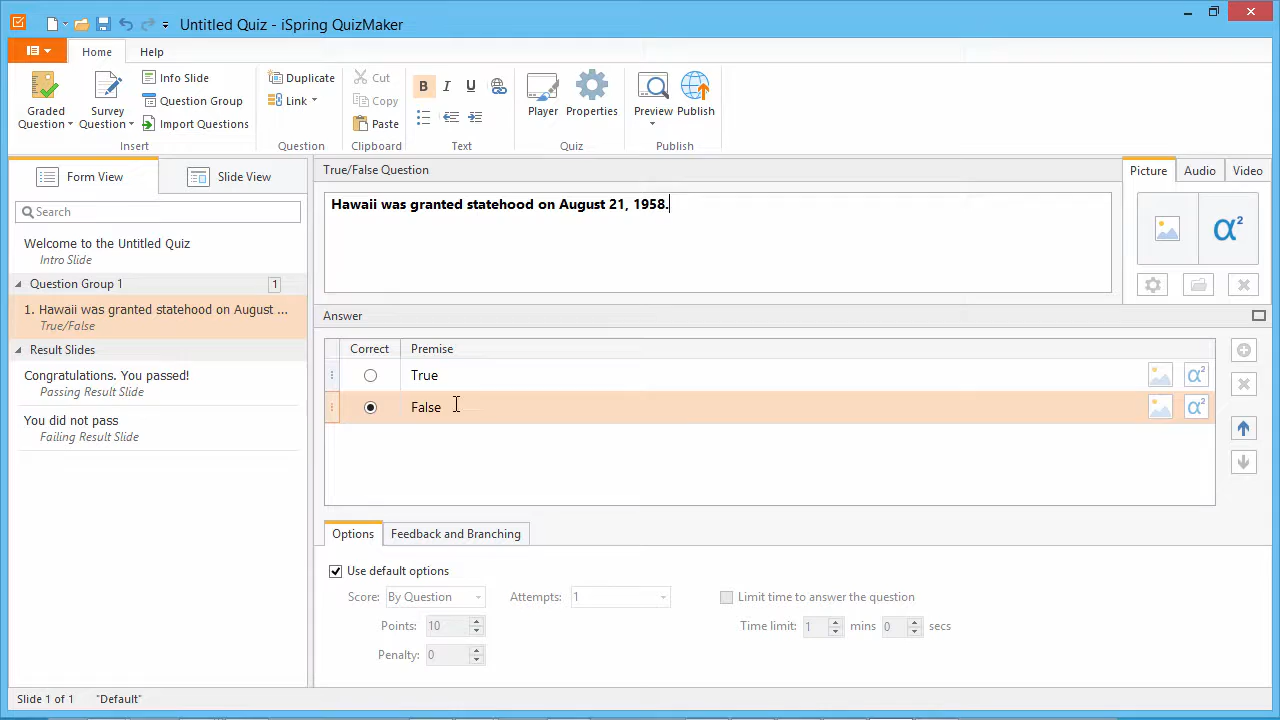 Untitled Quiz - iSpring QuizMaker
Home Help
Graded Question
Survey Question
Info Slide
Question Group
Import Questions
Insert
Duplicate
Link
Question
Cut
Copy
Paste
Clipboard
B I U
Text
Player
Properties
Quiz
Preview
Publish
Publish
Form View
Slide View
Search
Welcome to the Untitled Quiz
Intro Slide
Question Group 1 1
1. Hawaii was granted statehood on August ...
True/False
Result Slides
Congratulations. You passed!
Passing Result Slide
You did not pass
Failing Result Slide
True/False Question
Hawaii was granted statehood on August 21, 1958.
Picture Audio Video
α²
Answer
Correct Premise
True α²
False α²
Options Feedback and Branching
Use default options
Score: By Question Attempts: 1 Limit time to answer the question
Points: 10 Time limit: 1 mins 0 secs
Penalty: 0
Slide 1 of 1 "Default"